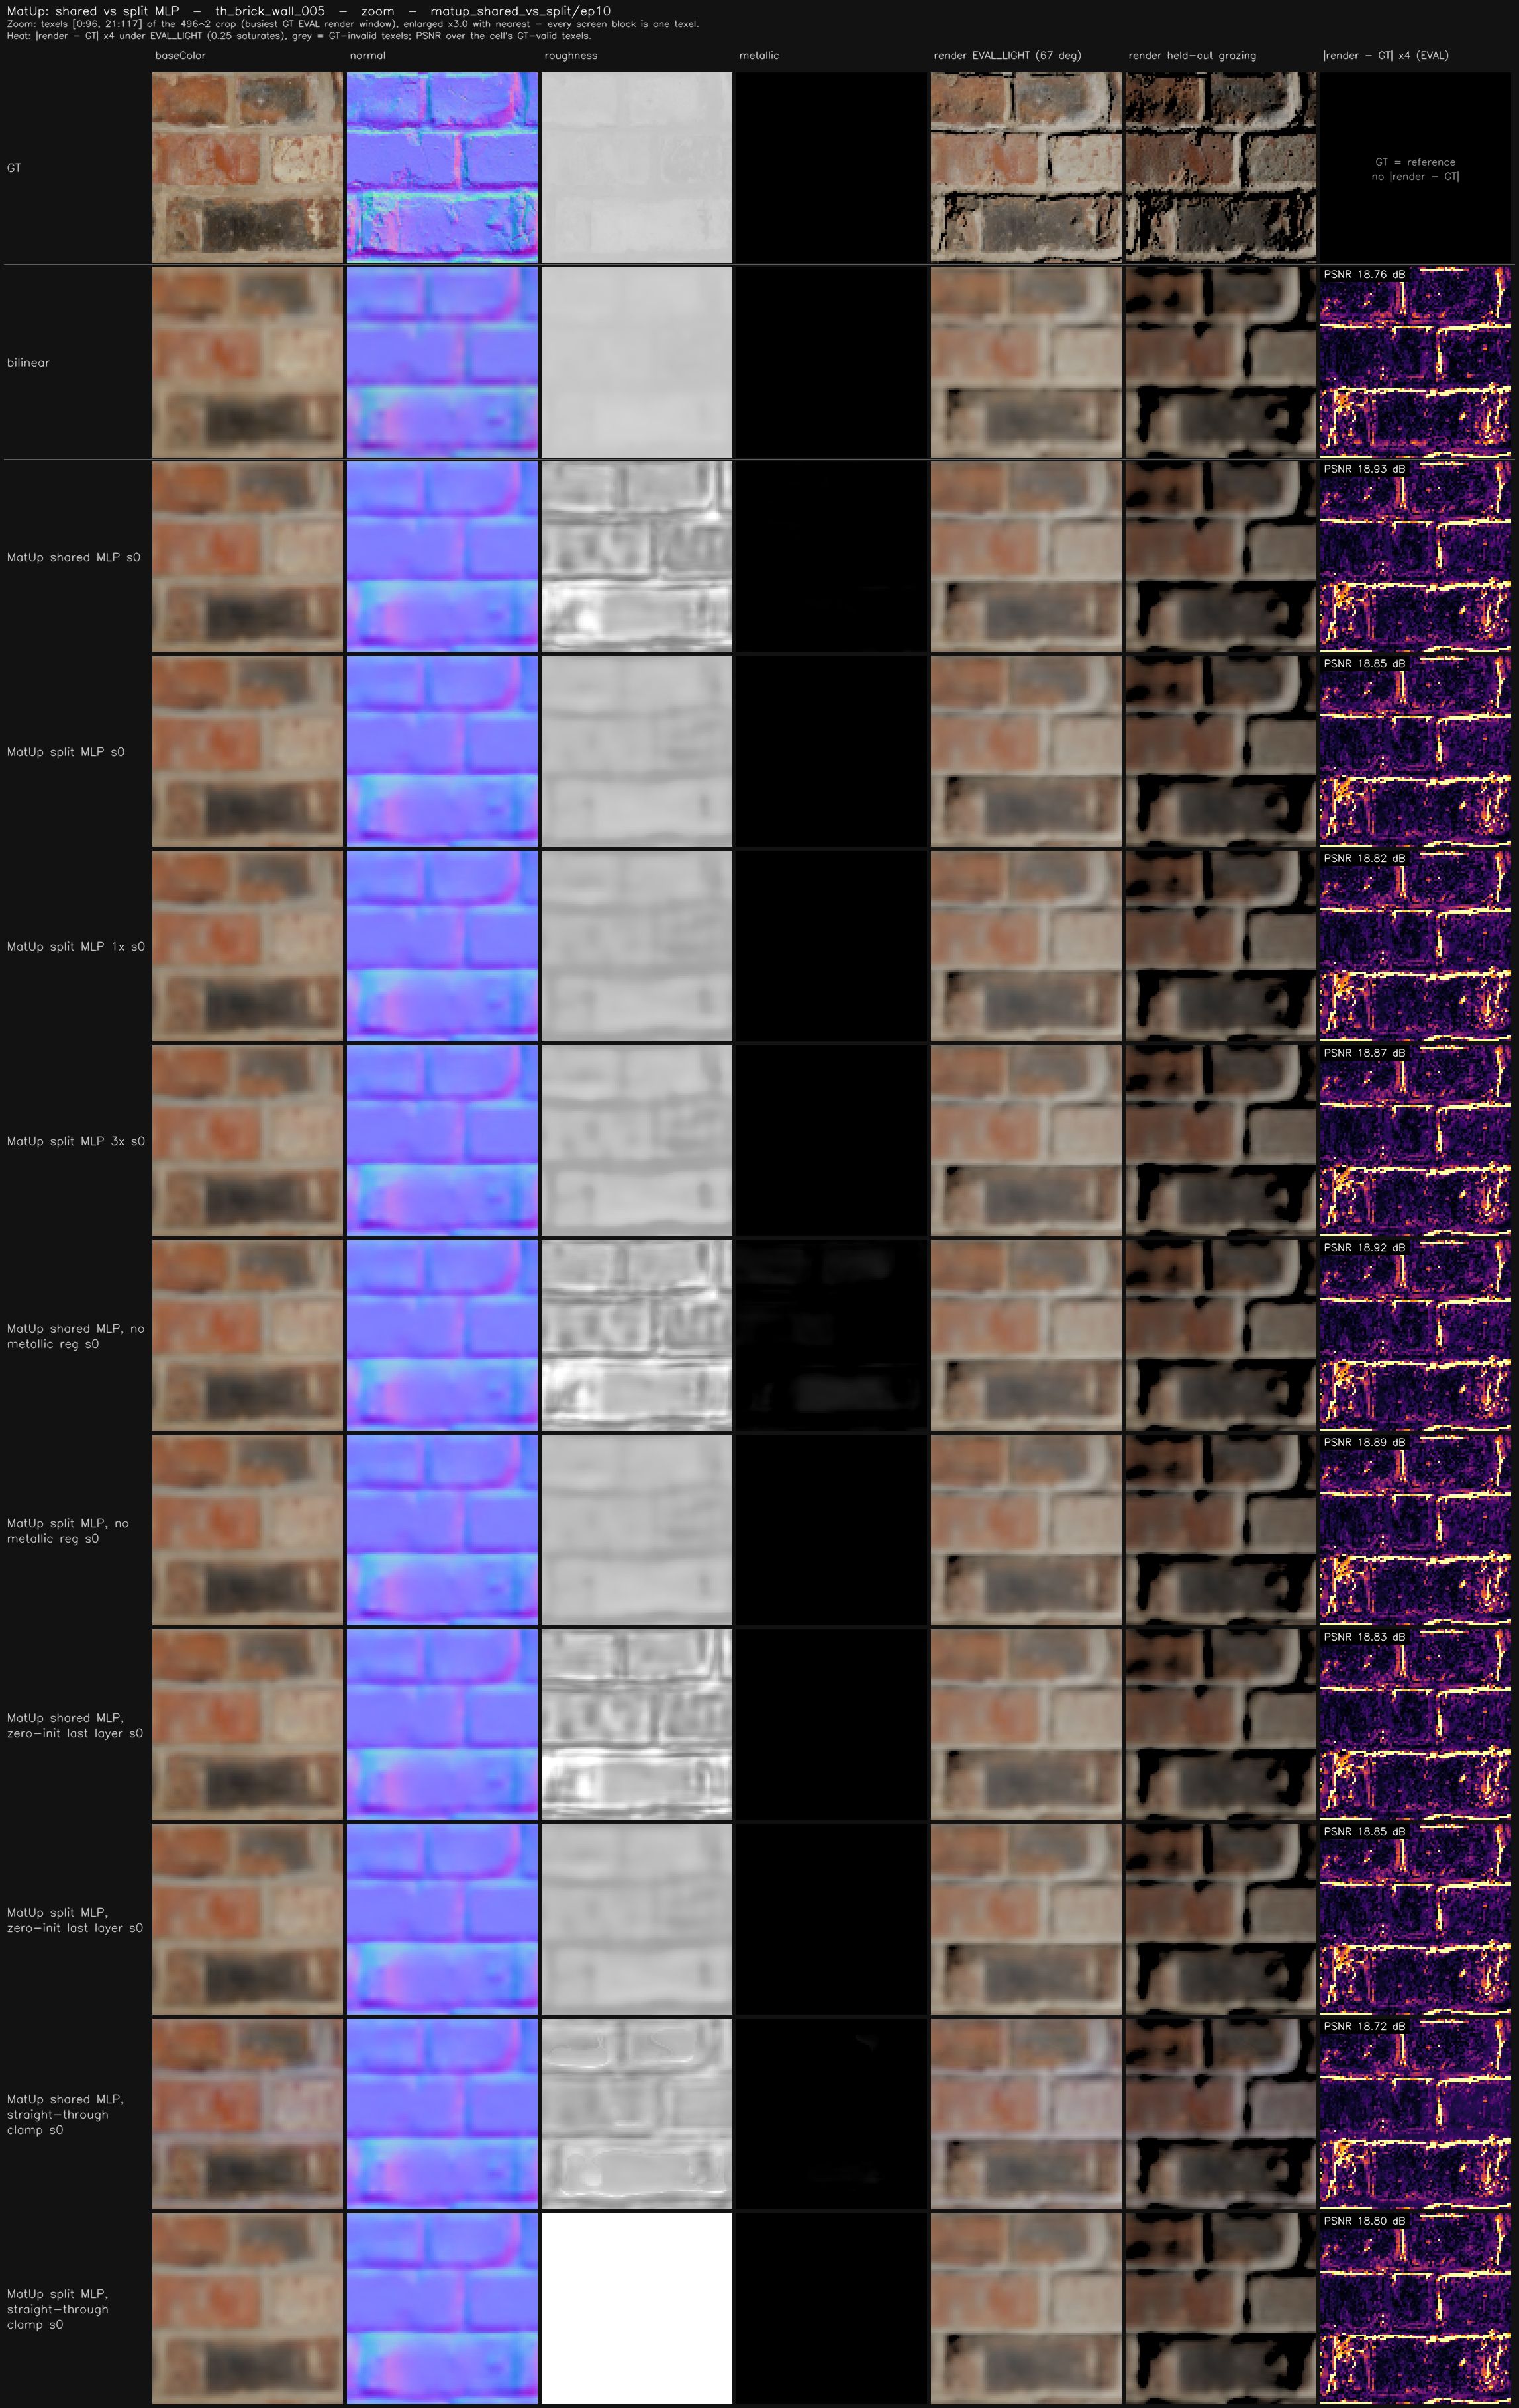 MatUp: shared vs split MLP — th_brick_wall_005 — zoom — matup_shared_vs_split/ep10
Zoom: texels [0:96, 21:117] of the 496^2 crop (busiest GT EVAL render window), enlarged x3.0 with nearest — every screen block is one texel.
Heat: |render — GT| x4 under EVAL_LIGHT (0.25 saturates), grey = GT-invalid texels; PSNR over the cell's GT-valid texels.
baseColor normal roughness metallic render EVAL_LIGHT (67 deg) render held-out grazing |render — GT| x4 (EVAL)
GT
GT = reference
no |render — GT|
bilinear
PSNR 18.76 dB
MatUp shared MLP s0
PSNR 18.93 dB
MatUp split MLP s0
PSNR 18.85 dB
MatUp split MLP 1x s0
PSNR 18.82 dB
MatUp split MLP 3x s0
PSNR 18.87 dB
MatUp shared MLP, no
metallic reg s0
PSNR 18.92 dB
MatUp split MLP, no
metallic reg s0
PSNR 18.89 dB
MatUp shared MLP,
zero-init last layer s0
PSNR 18.83 dB
MatUp split MLP,
zero-init last layer s0
PSNR 18.85 dB
MatUp shared MLP,
straight-through
clamp s0
PSNR 18.72 dB
MatUp split MLP,
straight-through
clamp s0
PSNR 18.80 dB